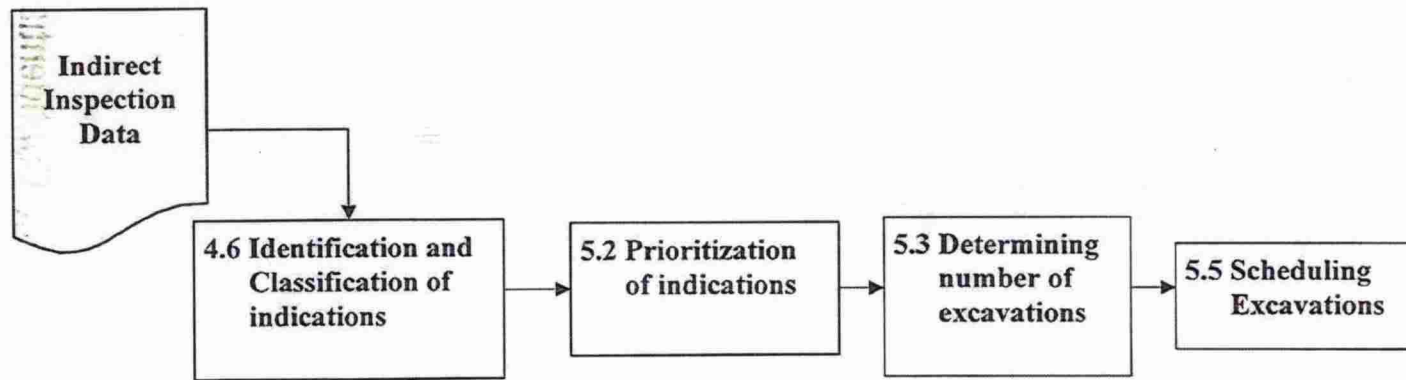 Indirect
Inspection
Data
4.6 Identification and
Classification of
indications
5.2 Prioritization
of indications
5.3 Determining
number of
excavations
5.5 Scheduling
Excavations